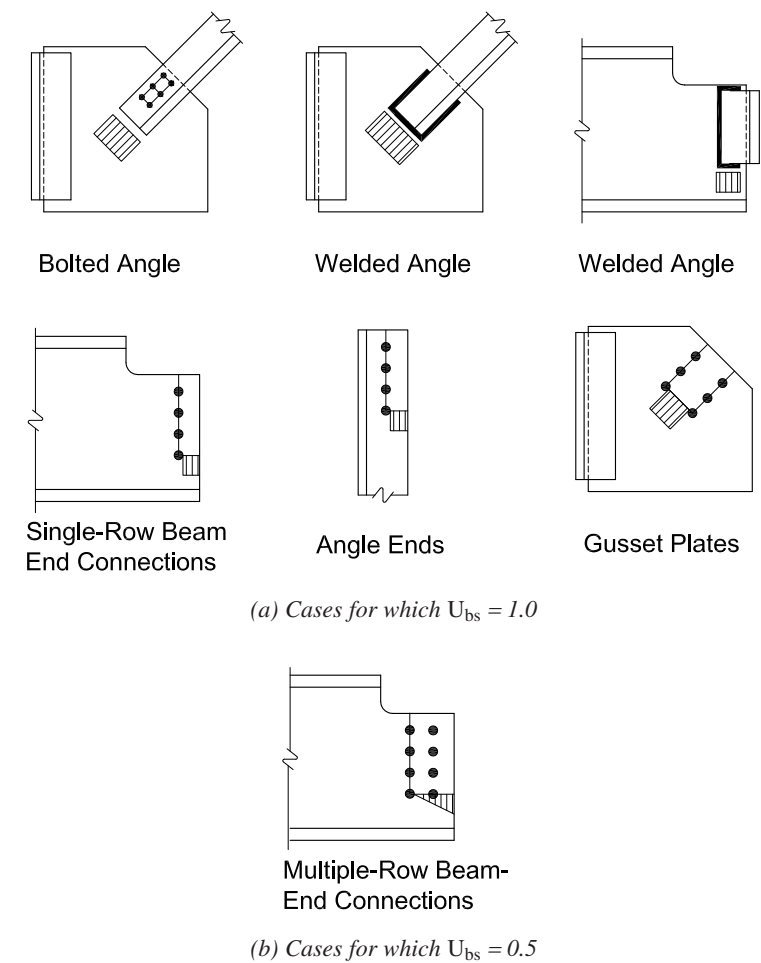 Bolted Angle
Welded Angle
Welded Angle
Single-Row Beam
End Connections
Angle Ends
Gusset Plates
(a) Cases for which Ubs = 1.0
Multiple-Row Beam-
End Connections
(b) Cases for which Ubs = 0.5